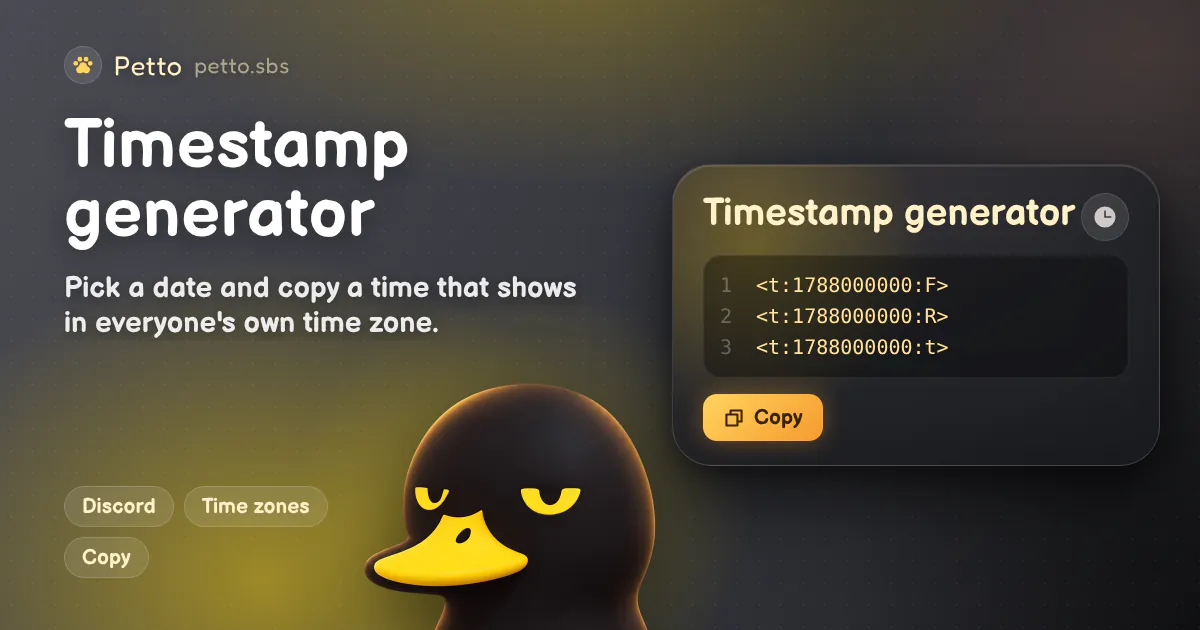 Petto petto.sbs
Timestamp
generator
Pick a date and copy a time that shows
in everyone's own time zone.
Discord
Time zones
Copy
Timestamp generator
1 <t:1788000000:F>
2 <t:1788000000:R>
3 <t:1788000000:t>
Copy